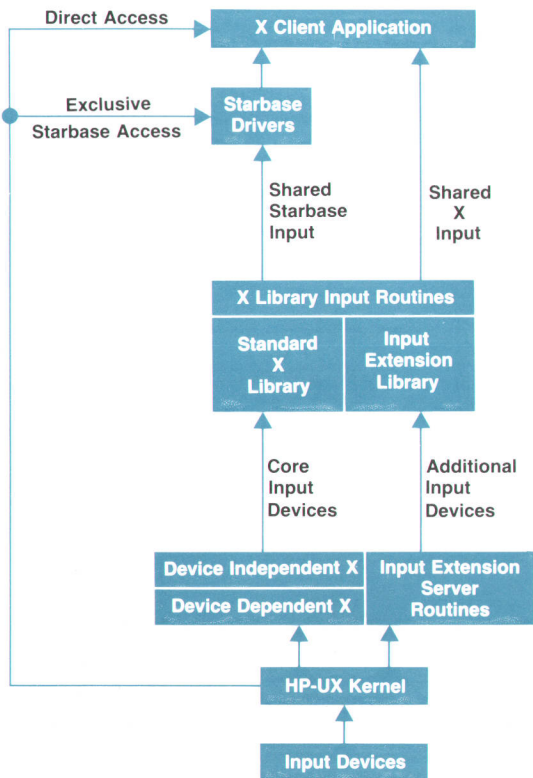 Direct Access
X Client Application
Exclusive
Starbase Access
Starbase
Drivers
Shared
Starbase
Input
Shared
X
Input
X Library Input Routines
Standard
X
Library
Input
Extension
Library
Core
Input
Devices
Additional
Input
Devices
Device Independent X
Device Dependent X
Input Extension
Server
Routines
HP-UX Kernel
Input Devices